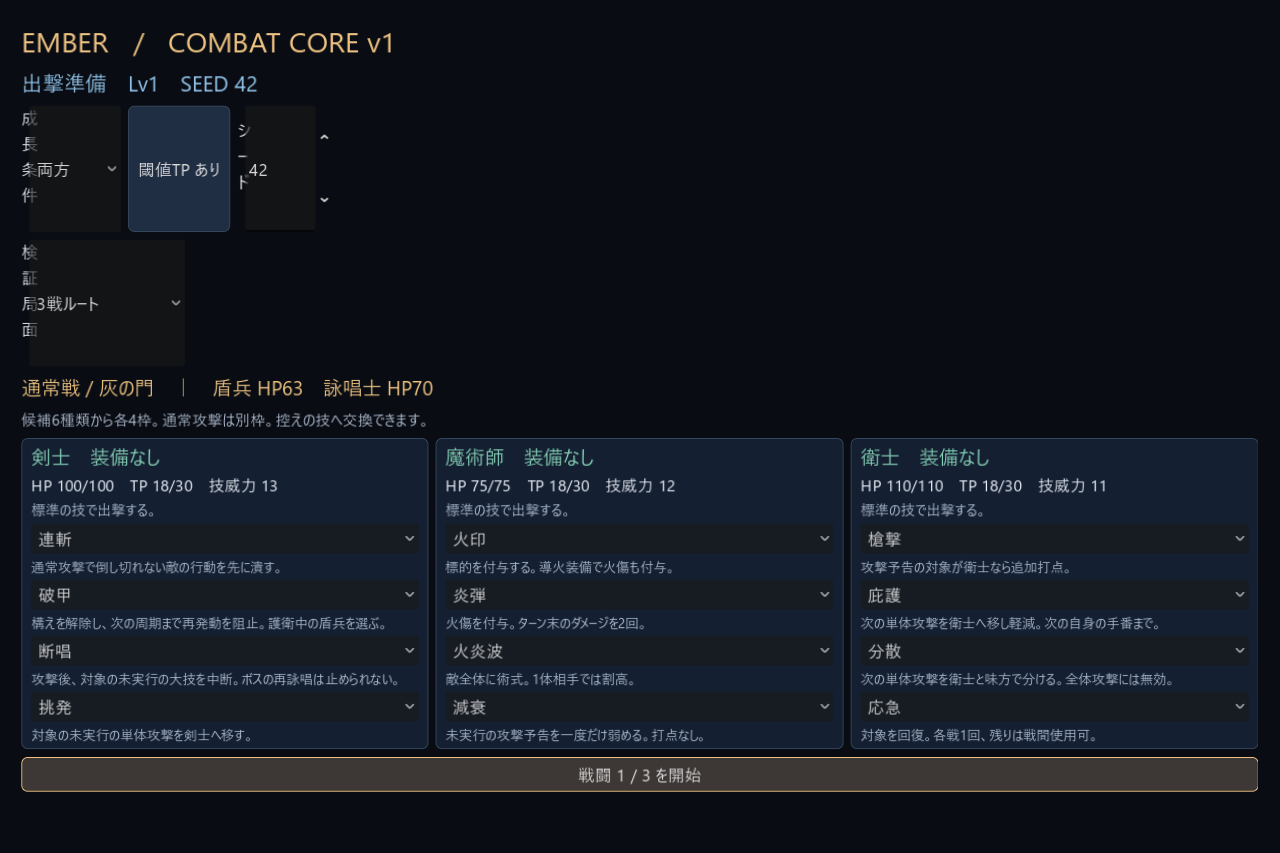 EMBER / COMBAT CORE v1
出撃準備 Lv1 SEED 42
成長条件
両方
閾値TP あり
シード
42
検証局面
3戦ルート
通常戦 / 灰の門 | 盾兵 HP63 詠唱士 HP70
候補6種類から各4枠。通常攻撃は別枠。控えの技へ交換できます。
剣士 装備なし
HP 100/100 TP 18/30 技威力 13
標準の技で出撃する。
連斬
通常攻撃で倒し切れない敵の行動を先に潰す。
破甲
構えを解除し、次の周期まで再発動を阻止。護衛中の盾兵を選ぶ。
断唱
攻撃後、対象の未実行の大技を中断。ボスの再詠唱は止められない。
挑発
対象の未実行の単体攻撃を剣士へ移す。
魔術師 装備なし
HP 75/75 TP 18/30 技威力 12
標準の技で出撃する。
火印
標的を付与する。導火装備で火傷も付与。
炎弾
火傷を付与。ターン末のダメージを2回。
火炎波
敵全体に術式。1体相手では割高。
減衰
未実行の攻撃予告を一度だけ弱める。打点なし。
衛士 装備なし
HP 110/110 TP 18/30 技威力 11
標準の技で出撃する。
槍撃
攻撃予告の対象が衛士なら追加打点。
庇護
次の単体攻撃を衛士へ移し軽減。次の自身の手番まで。
分散
次の単体攻撃を衛士と味方で分ける。全体攻撃には無効。
応急
対象を回復。各戦1回、残りは戦間使用可。
戦闘 1 / 3 を開始